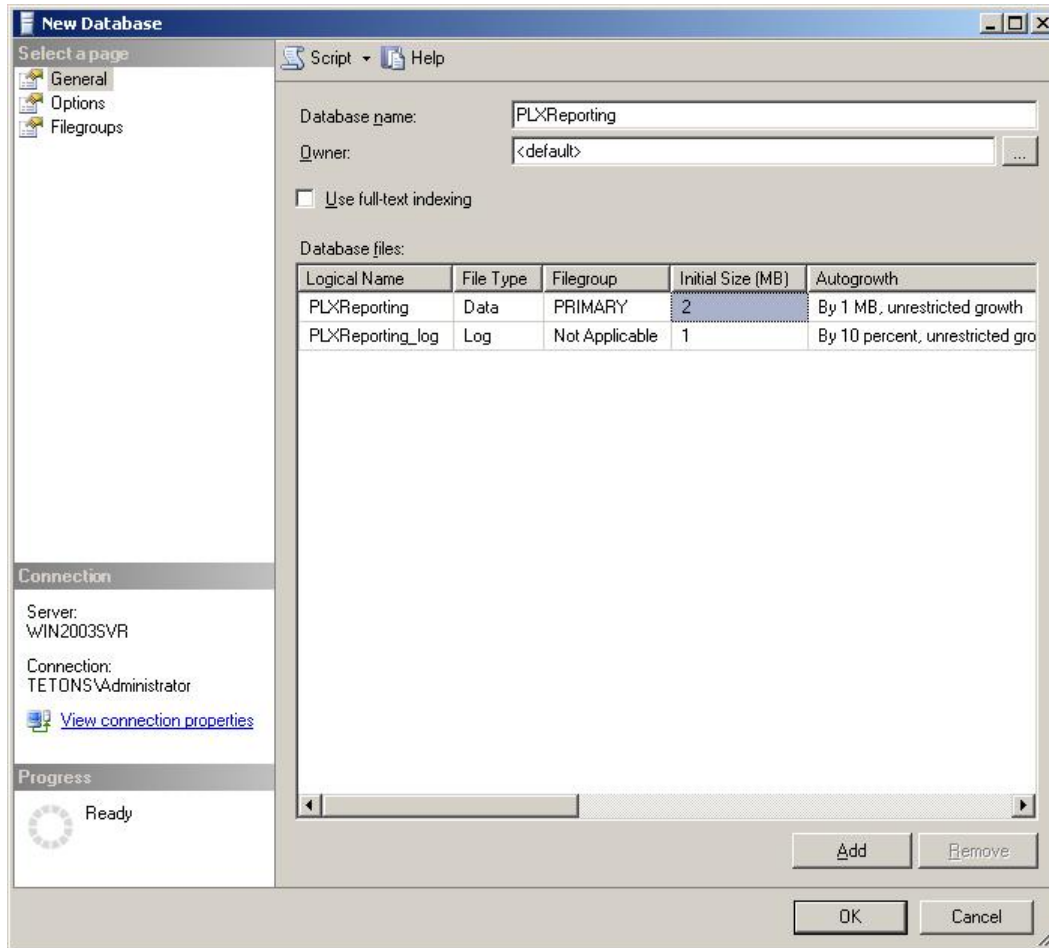 New Database
Select a page
General
Options
Filegroups
Script Help
Database name: PLXReporting
Owner: <default> ...
Use full-text indexing
Database files:
Logical Name File Type Filegroup Initial Size (MB) Autogrowth
PLXReporting Data PRIMARY 2 By 1 MB, unrestricted growth
PLXReporting_log Log Not Applicable 1 By 10 percent, unrestricted gro
Connection
Server:
WIN2003SVR
Connection:
TETONS\Administrator
View connection properties
Progress
Ready
Add Remove
OK Cancel